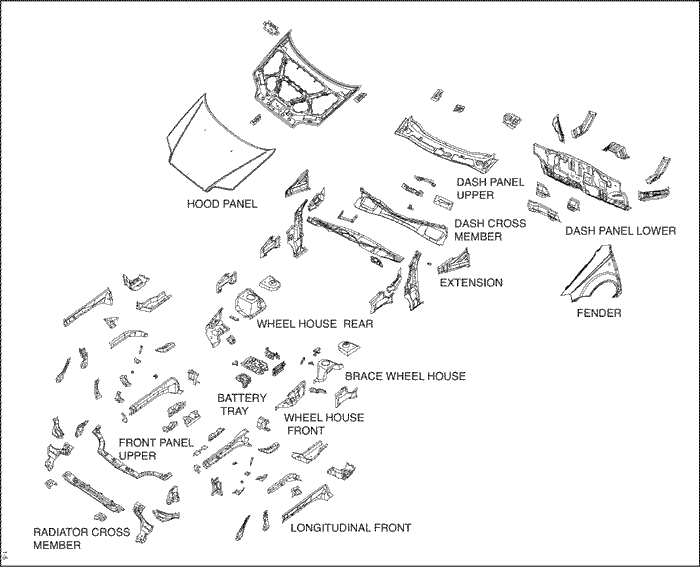 HOOD PANEL
DASH PANEL
UPPER
DASH CROSS
MEMBER
DASH PANEL LOWER
EXTENSION
FENDER
WHEEL HOUSE REAR
BRACE WHEEL HOUSE
BATTERY
TRAY
WHEEL HOUSE
FRONT
FRONT PANEL
UPPER
LONGITUDINAL FRONT
RADIATOR CROSS
MEMBER